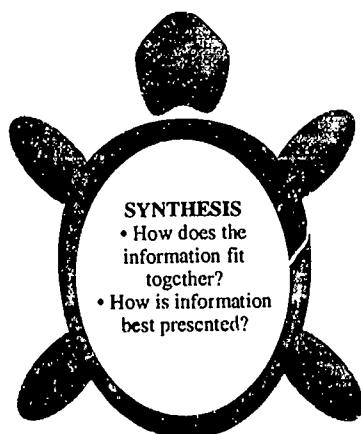 SYNTHESIS
• How does the
information fit
together?
• How is information
best presented?